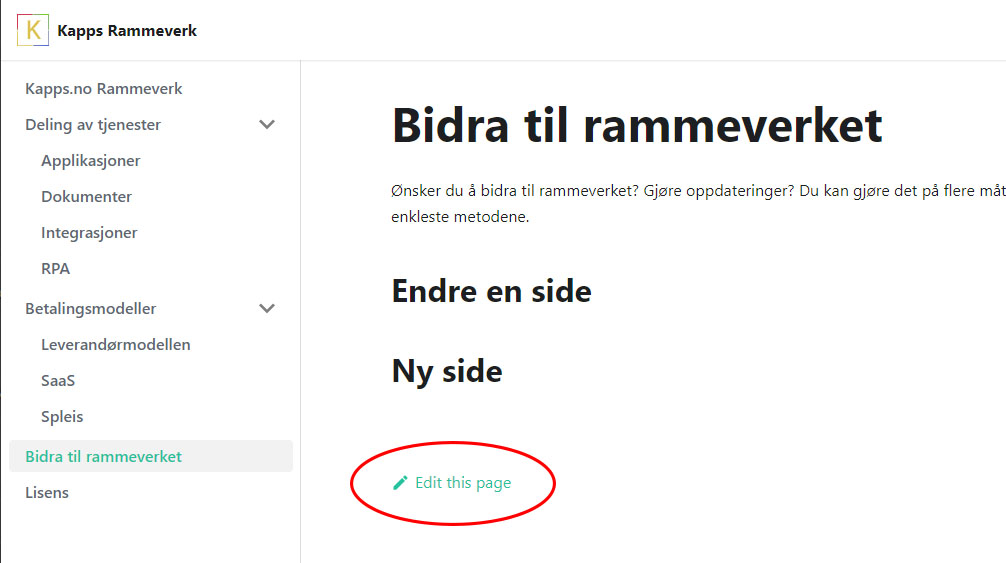 K
Kapps Rammeverk
Kapps.no Rammeverk
Deling av tjenester
Applikasjoner
Dokumenter
Integrasjoner
RPA
Betalingsmodeller
Leverandørmodellen
SaaS
Spleis
Bidra til rammeverket
Lisens
Bidra til rammeverket
Ønsker du å bidra til rammeverket? Gjøre oppdateringer? Du kan gjøre det på flere
enkleste metodene.
Endre en side
Ny side
Edit this page